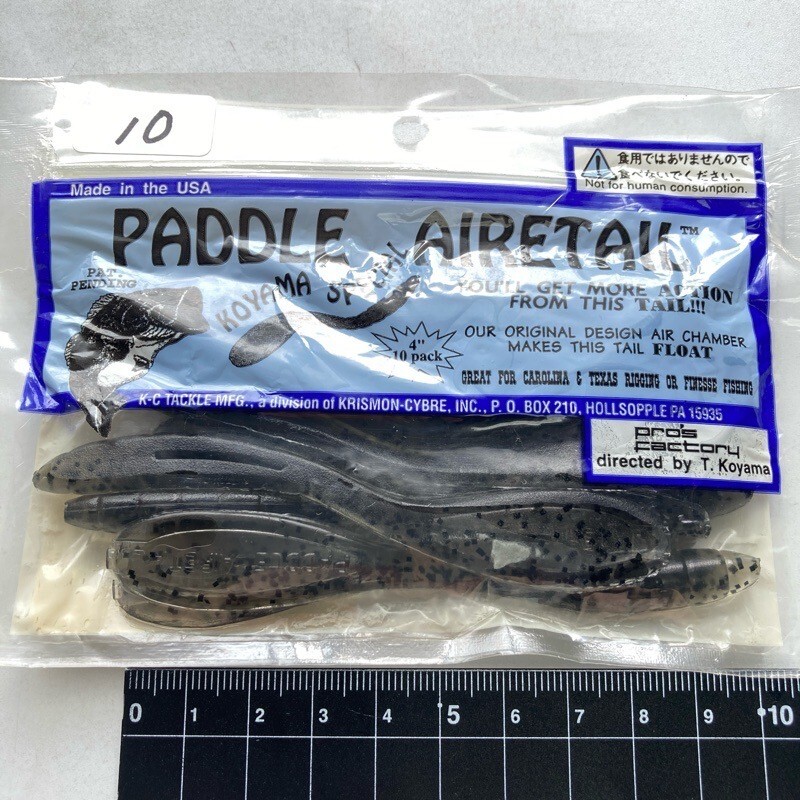 10
食用ではありませんので
食べないでください。
Not for human consumption.
Made in the USA
PADDLE AIRETAIL™
PAT.
PENDING
KOYAMA SPECIAL
YOU'LL GET MORE ACTION
FROM THIS TAIL!!!
4"
10 pack
OUR ORIGINAL DESIGN AIR CHAMBER
MAKES THIS TAIL FLOAT
GREAT FOR CAROLINA & TEXAS RIGGING OR FINESSE FISHING
K-C TACKLE MFG., a division of KRISMON-CYBRE, INC., P. O. BOX 210, HOLLSOPPLE PA 15935
pro's
factory
directed by T. Koyama
0 1 2 3 4 5 6 7 8 9 10